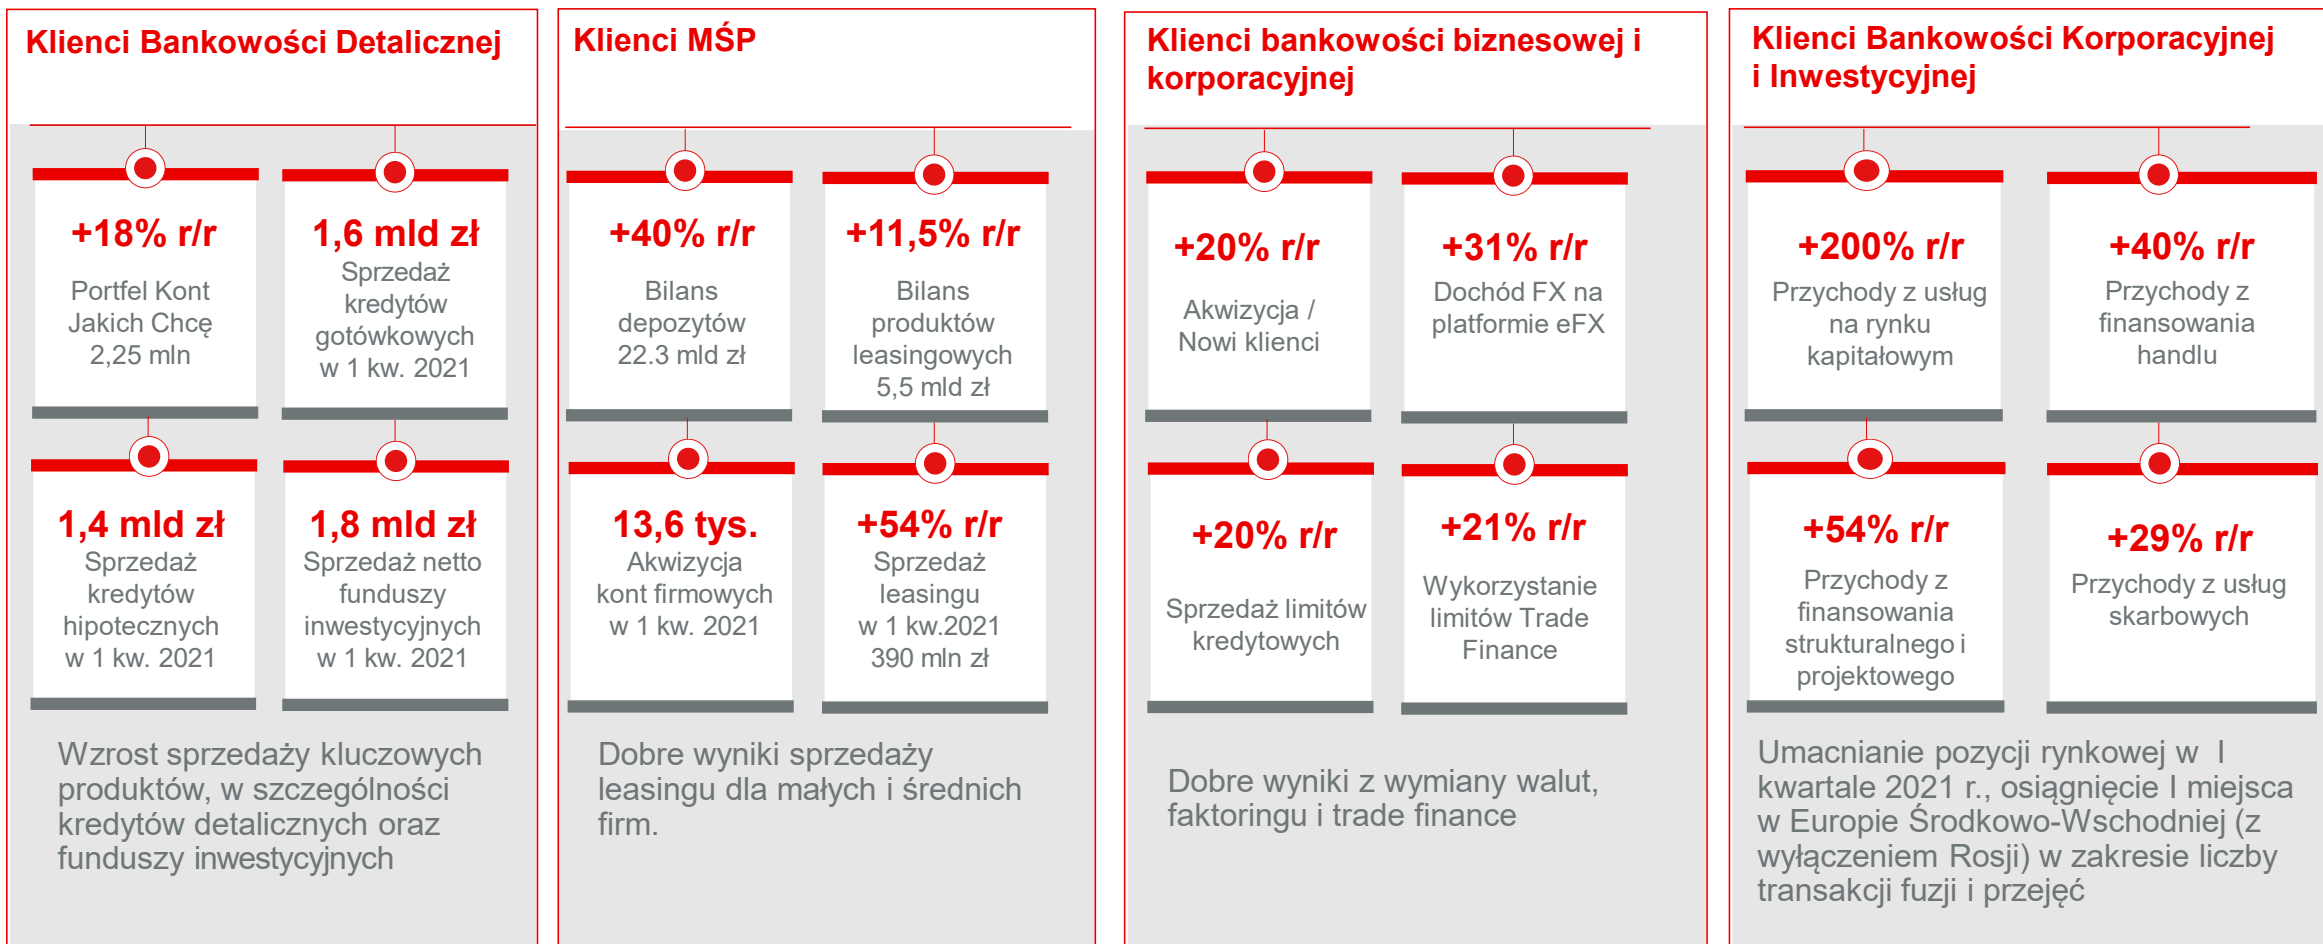 Klienci Bankowości Detalicznej
+18% r/r
Portfel Kont
Jakich Chcę
2,25 mln
1,6 mld zł
Sprzedaż
kredytów
gotówkowych
w 1 kw. 2021
1,4 mld zł
Sprzedaż
kredytów
hipotecznych
w 1 kw. 2021
1,8 mld zł
Sprzedaż netto
funduszy
inwestycyjnych
w 1 kw. 2021
Wzrost sprzedaży kluczowych
produktów, w szczególności
kredytów detalicznych oraz
funduszy inwestycyjnych
Klienci MŚP
+40% r/r
Bilans
depozytów
22.3 mld zł
+11,5% r/r
Bilans
produktów
leasingowych
5,5 mld zł
13,6 tys.
Akwizycja
kont firmowych
w 1 kw. 2021
+54% r/r
Sprzedaż
leasingu
w 1 kw.2021
390 mln zł
Dobre wyniki sprzedaży
leasingu dla małych i średnich
firm.
Klienci bankowości biznesowej i
korporacyjnej
+20% r/r
Akwizycja /
Nowi klienci
+31% r/r
Dochód FX na
platformie eFX
+20% r/r
Sprzedaż limitów
kredytowych
+21% r/r
Wykorzystanie
limitów Trade
Finance
Dobre wyniki z wymiany walut,
faktoringu i trade finance
Klienci Bankowości Korporacyjnej
i Inwestycyjnej
+200% r/r
Przychody z usług
na rynku
kapitałowym
+40% r/r
Przychody z
finansowania
handlu
+54% r/r
Przychody z
finansowania
strukturalnego i
projektowego
+29% r/r
Przychody z usług
skarbowych
Umacnianie pozycji rynkowej w I
kwartale 2021 r., osiągnięcie I miejsca
w Europie Środkowo-Wschodniej (z
wyłączeniem Rosji) w zakresie liczby
transakcji fuzji i przejęć